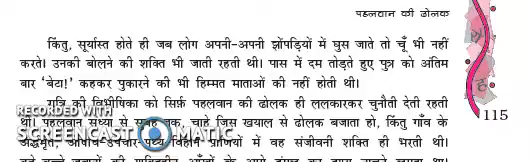 पहलवान की ढोलक
किंतु, सूर्यास्त होते ही जब लोग अपनी-अपनी झोंपड़ियों में घुस जाते तो चूँ भी नहीं
करते। उनकी बोलने की शक्ति भी जाती रहती थी। पास में दम तोड़ते हुए पुत्र को अंतिम
बार ‘बेटा!’ कहकर पुकारने की भी हिम्मत माताओं की नहीं होती थी।
रात्रि की विभीषिका को सिर्फ़ पहलवान की ढोलक ही ललकारकर चुनौती देती रहती
115
RECORDED WITH
थी। पहलवान संध्या से सुबह तक, चाहे जिस खयाल से ढोलक बजाता हो, किंतु गाँव के
SCREENCAST MATIC
अर्द्धमृत, औषधि-उपचार-पथ्य-विहीन प्राणियों में वह संजीवनी शक्ति ही भरती थी।